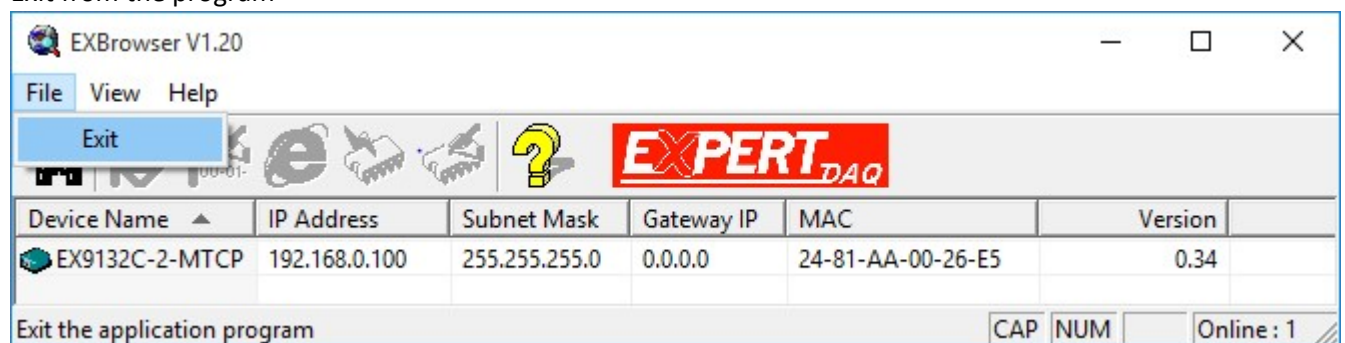 Exit from the program
EXBrowser V1.20
File View Help
Exit
00-01-
EXPERT DAQ
Device Name IP Address Subnet Mask Gateway IP MAC Version
EX9132C-2-MTCP 192.168.0.100 255.255.255.0 0.0.0.0 24-81-AA-00-26-E5 0.34
Exit the application program CAP NUM Online : 1